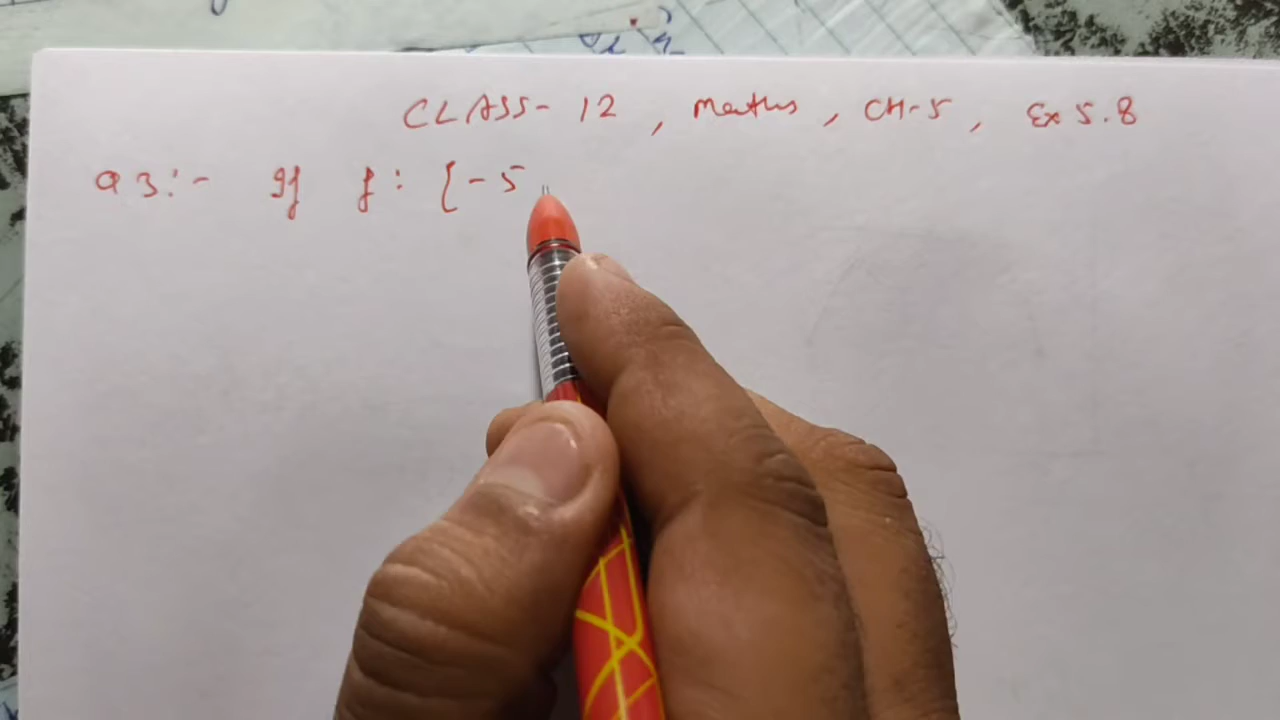 CLASS-12, Maths, CH-5, Ex 5.8
Q3:- If f: [-5